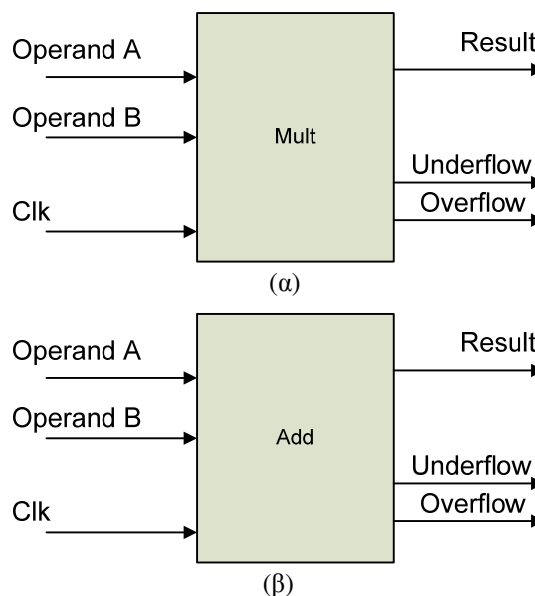 Operand A
Result
Operand B
Mult
Underflow
Clk
Overflow
(α)
Operand A
Result
Operand B
Add
Underflow
Clk
Overflow
(β)